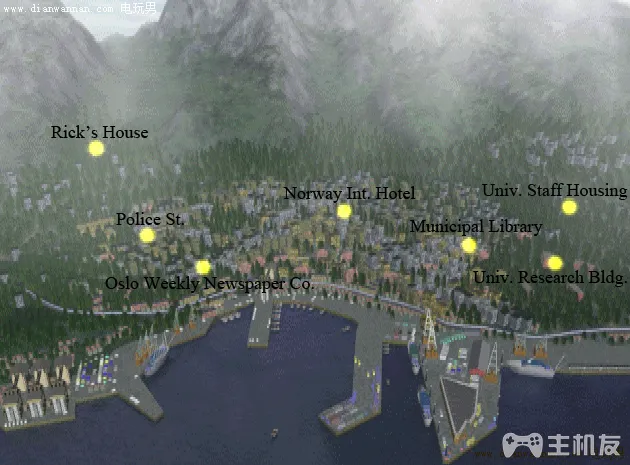 www.dianwannan.com 电玩男
Rick's House
Norway Int. Hotel
Univ. Staff Housing
Police St.
Municipal Library
Oslo Weekly Newspaper Co.
Univ. Research Bldg.
主机友